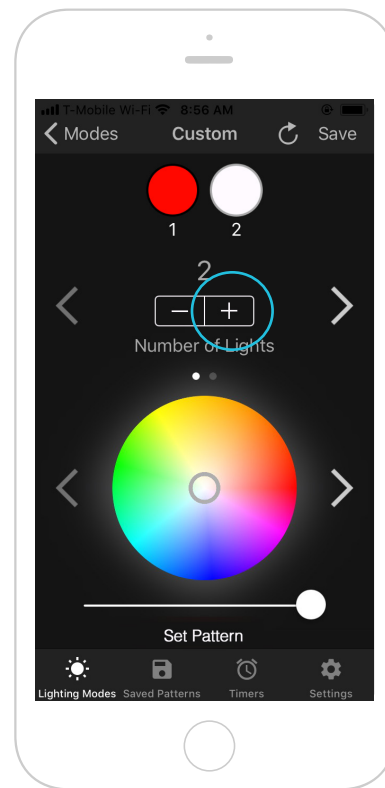 T-Mobile Wi-Fi 8:56 AM
Modes Custom Save
1 2
2
− +
Number of Lights
Set Pattern
Lighting Modes Saved Patterns Timers Settings